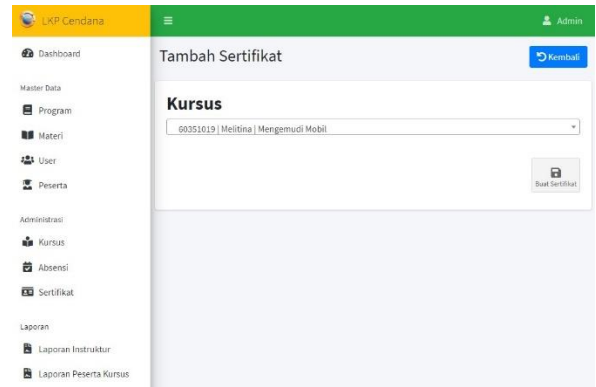 LKP Cendana
Admin
Dashboard
Master Data
Program
Materi
User
Peserta
Administrasi
Kursus
Absensi
Sertifikat
Laporan
Laporan Instruktur
Laporan Peserta Kursus
Tambah Sertifikat
Kembali
Kursus
60351019 | Melitina | Mengemudi Mobil
Buat Sertifikat